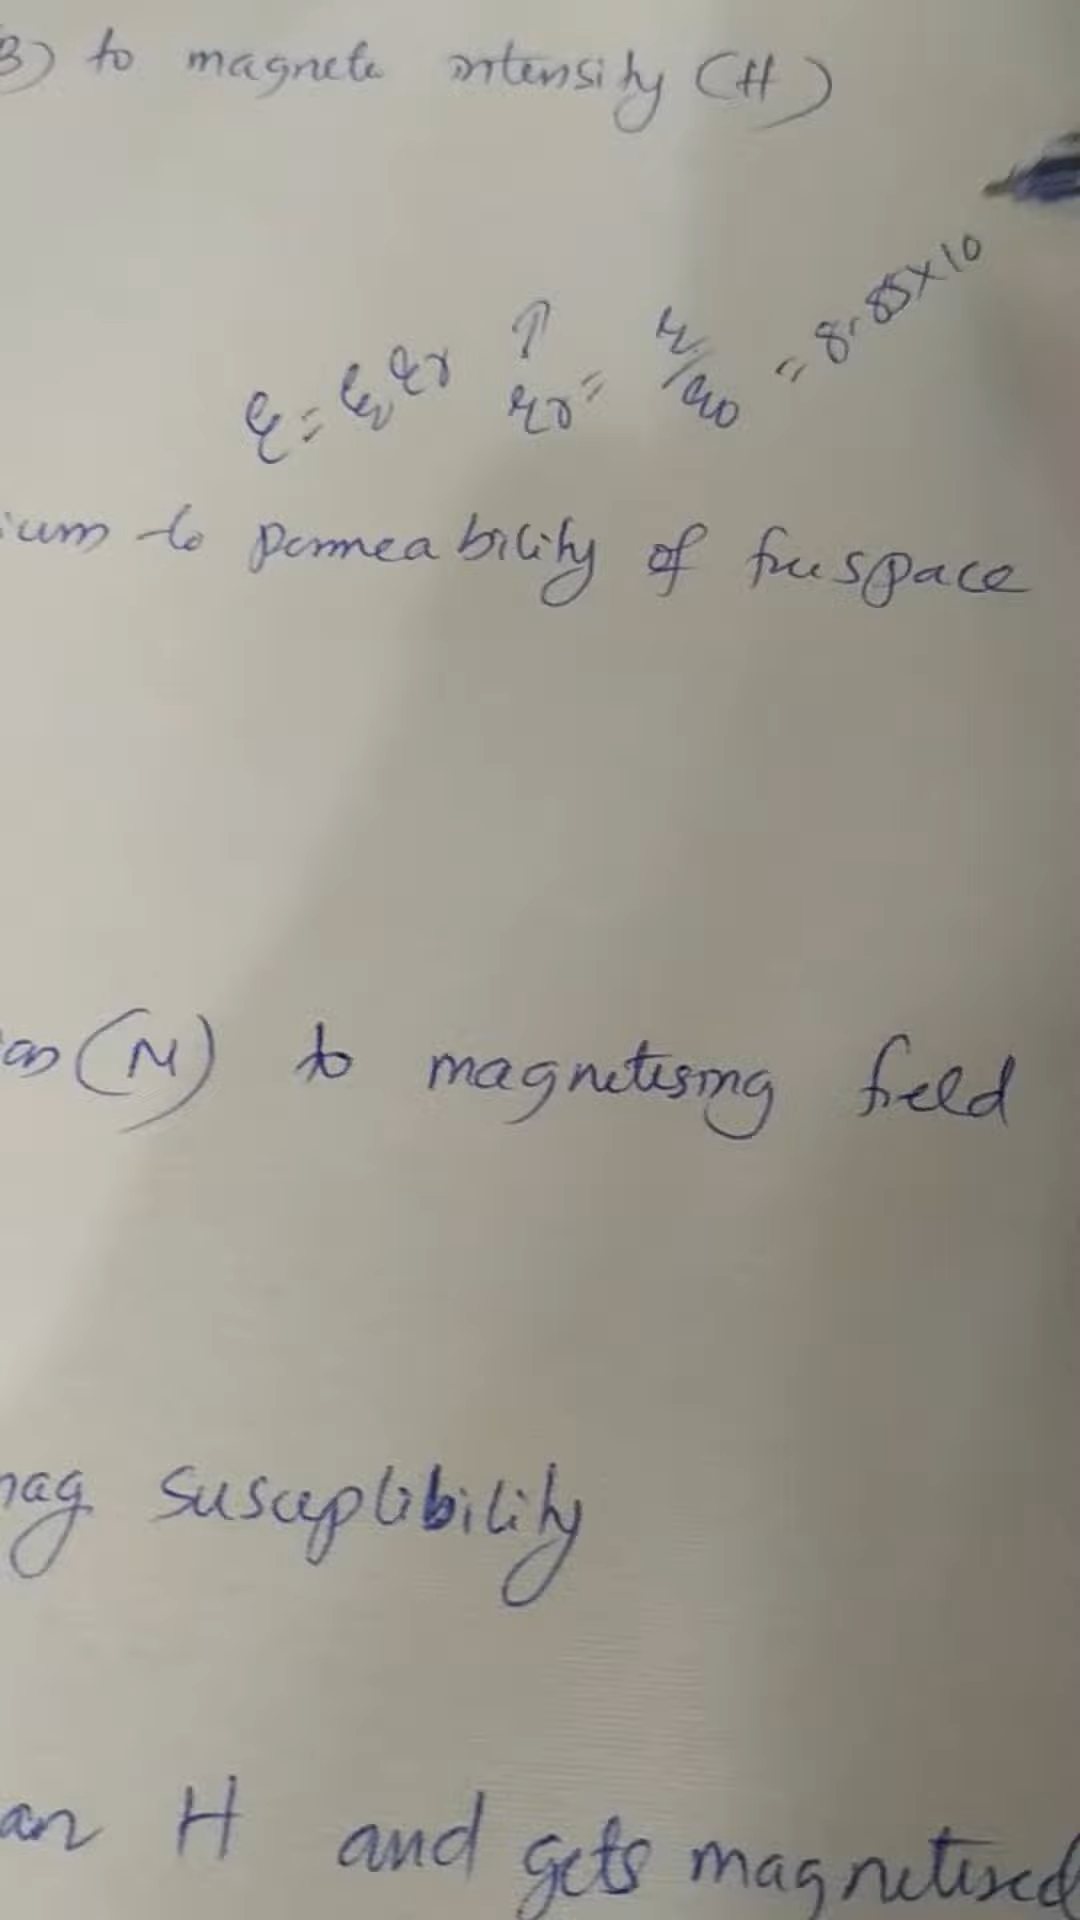 B) to magnetic intensity (H)
ε = ε0 εr ↑ εr = ε/ε0 = 8.85×10
ium to permeability of free space
on (M) to magnetising field
mag susceptibility
an H and gets magnetised